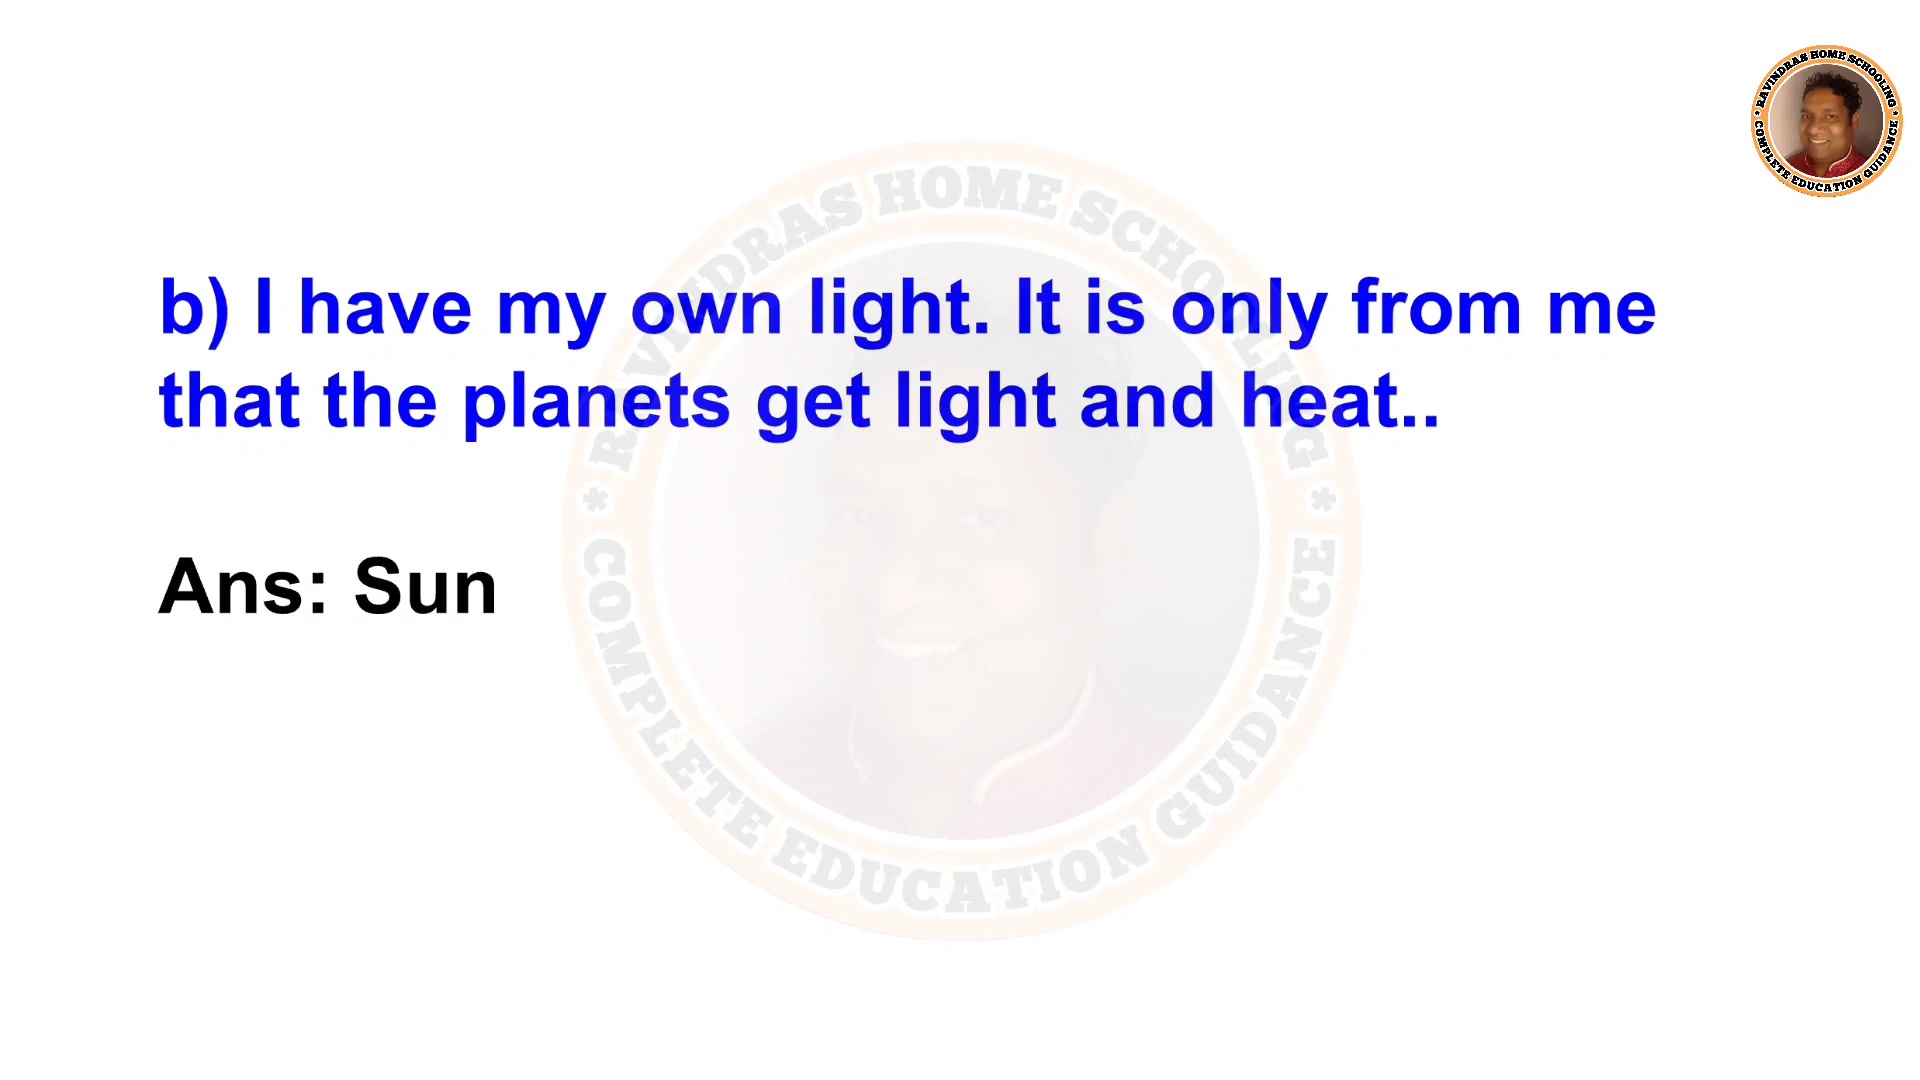 RAVINDRAS HOME SCHOOLING
* COMPLETE EDUCATION GUIDANCE *
b) I have my own light. It is only from me
that the planets get light and heat..
Ans: Sun
RAVINDRAS HOME SCHOOLING
* COMPLETE EDUCATION GUIDANCE *